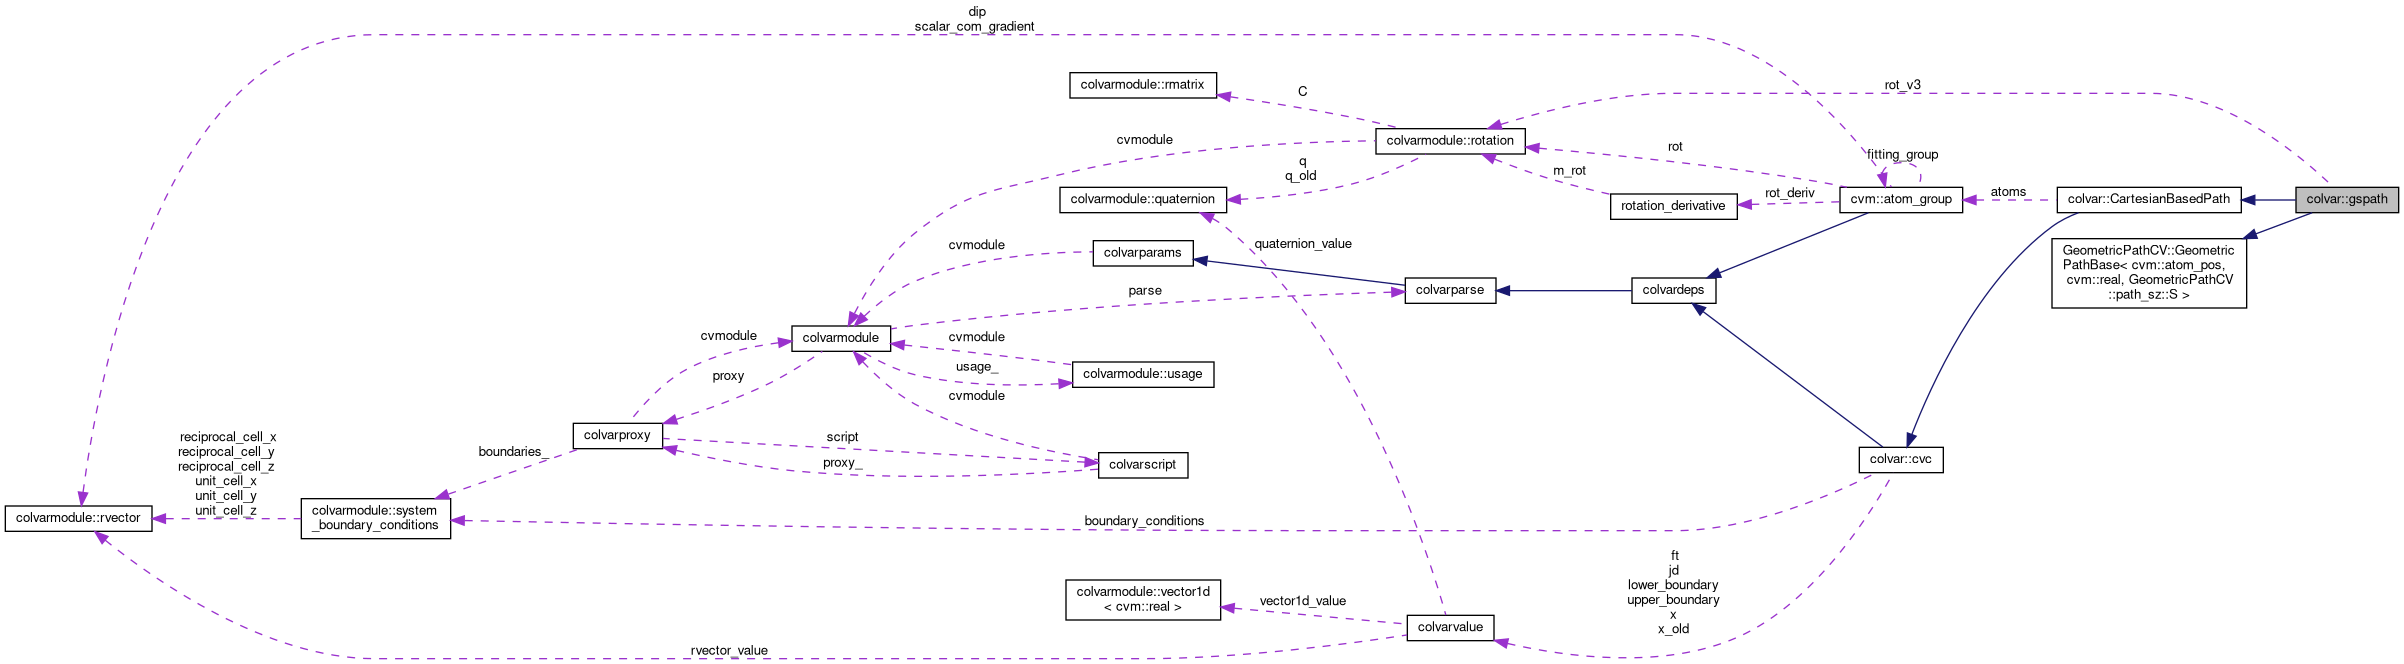 dip
scalar_com_gradient
colvarmodule::rmatrix
C
rot_v3
colvarmodule::rotation
cvmodule
rot
fitting_group
q
q_old
m_rot
colvarmodule::quaternion
rotation_derivative
rot_deriv
cvm::atom_group
atoms
colvar::CartesianBasedPath
colvar::gspath
cvmodule
colvarparams
quaternion_value
GeometricPathCV::Geometric
PathBase< cvm::atom_pos,
cvm::real, GeometricPathCV
::path_sz::S >
parse
colvarparse
colvardeps
cvmodule
colvarmodule
cvmodule
usage_
colvarmodule::usage
proxy
cvmodule
colvarproxy
script
proxy_
colvarscript
boundaries_
colvar::cvc
reciprocal_cell_x
reciprocal_cell_y
reciprocal_cell_z
unit_cell_x
unit_cell_y
unit_cell_z
colvarmodule::rvector
colvarmodule::system
_boundary_conditions
boundary_conditions
ft
jd
lower_boundary
upper_boundary
x
x_old
colvarmodule::vector1d
< cvm::real >
vector1d_value
colvarvalue
rvector_value